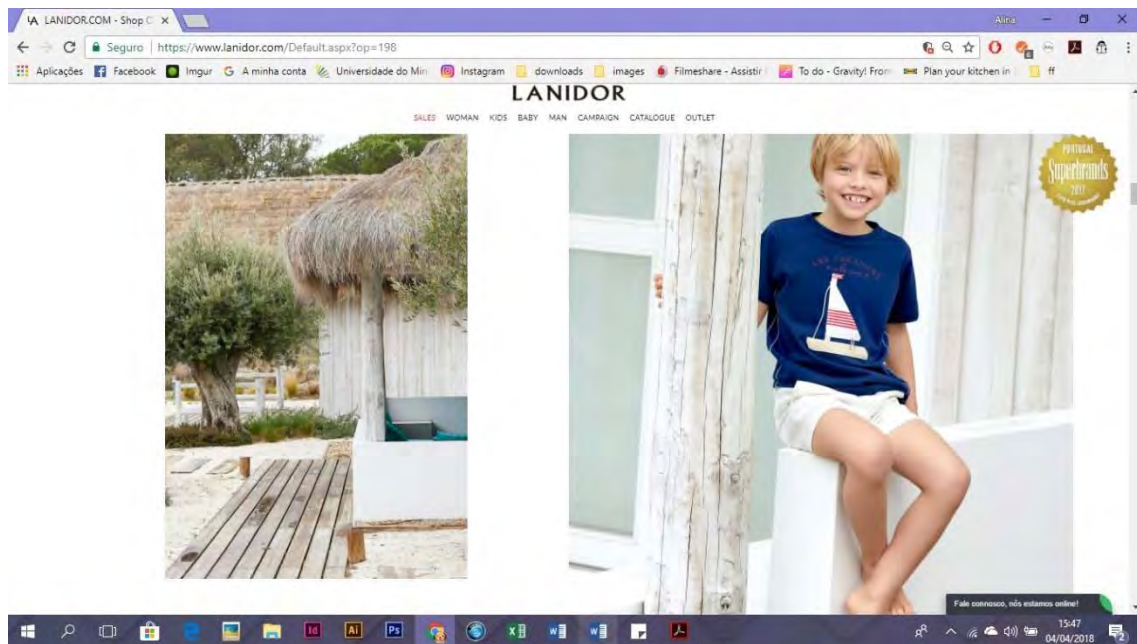 LANIDOR.COM - Shop C
Alina
Seguro https://www.lanidor.com/Default.aspx?op=198
Aplicações Facebook Imgur A minha conta Universidade do Min Instagram downloads images Filmeshare - Assistir To do - Gravity! From Plan your kitchen in ff
LANIDOR
SALES WOMAN KIDS BABY MAN CAMPAIGN CATALOGUE OUTLET
PORTUGAL
Superbrands
2017
Fale connosco, nós estamos online!
15:47
04/04/2018